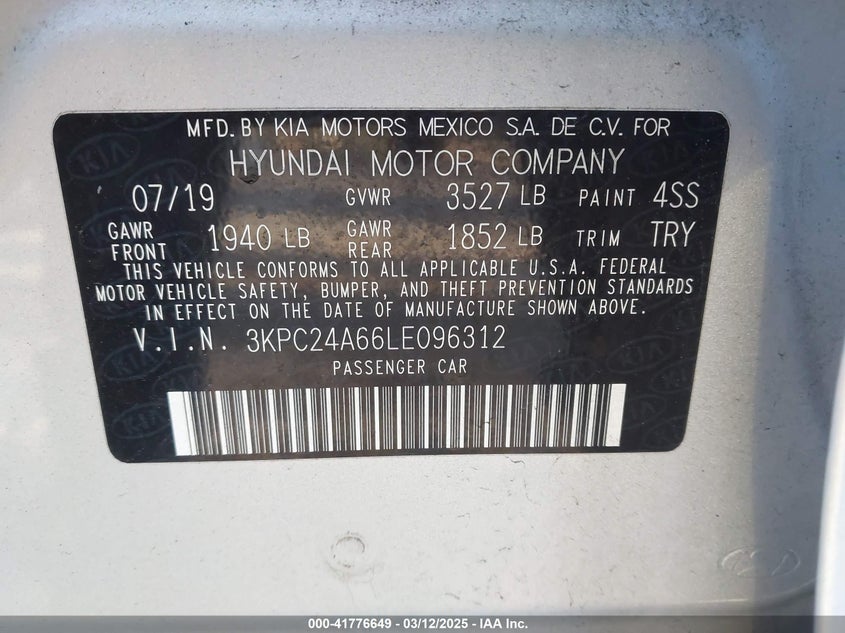 MFD. BY KIA MOTORS MEXICO S.A. DE C.V. FOR
HYUNDAI MOTOR COMPANY
07/19 GVWR 3527 LB PAINT 4SS
GAWR FRONT 1940 LB GAWR REAR 1852 LB TRIM TRY
THIS VEHICLE CONFORMS TO ALL APPLICABLE U.S.A. FEDERAL
MOTOR VEHICLE SAFETY, BUMPER, AND THEFT PREVENTION STANDARDS
IN EFFECT ON THE DATE OF MANUFACTURE SHOWN ABOVE.
V.I.N. 3KPC24A66LE096312
PASSENGER CAR
000-41776649 - 03/12/2025 - IAA Inc.